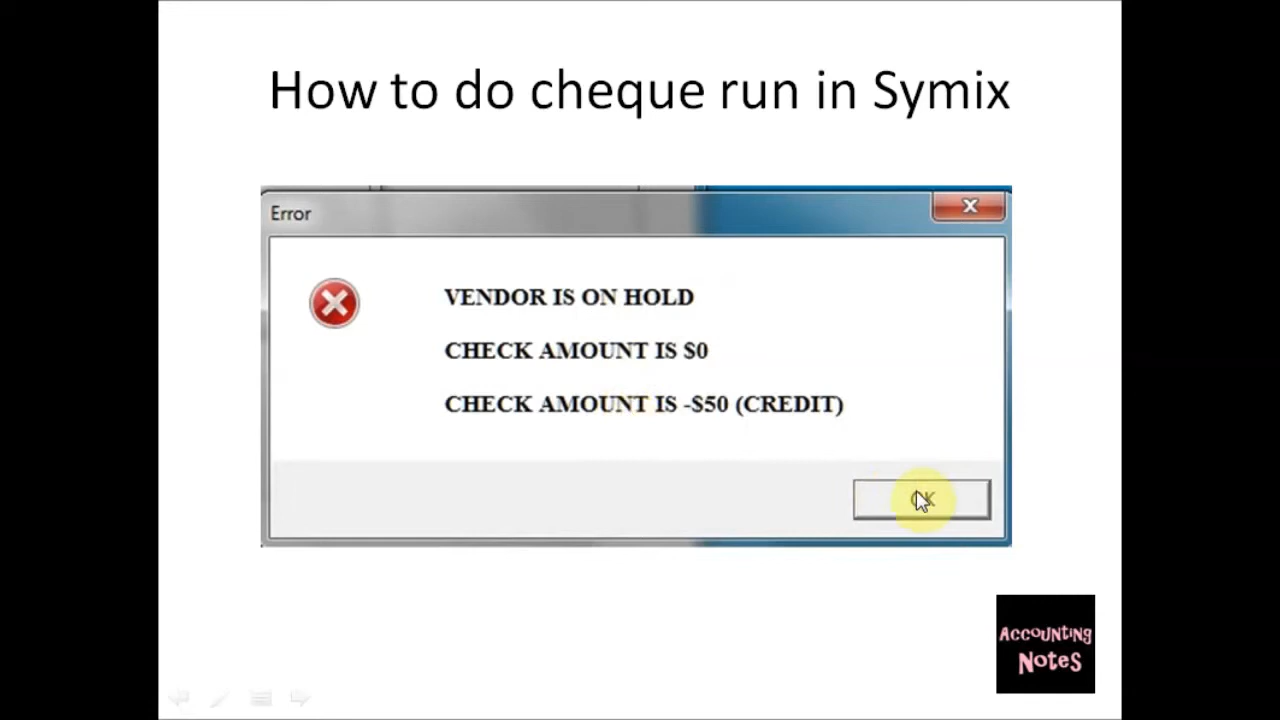 How to do cheque run in Symix
Error
VENDOR IS ON HOLD
CHECK AMOUNT IS $0
CHECK AMOUNT IS -$50 (CREDIT)
OK
Accounting
Notes